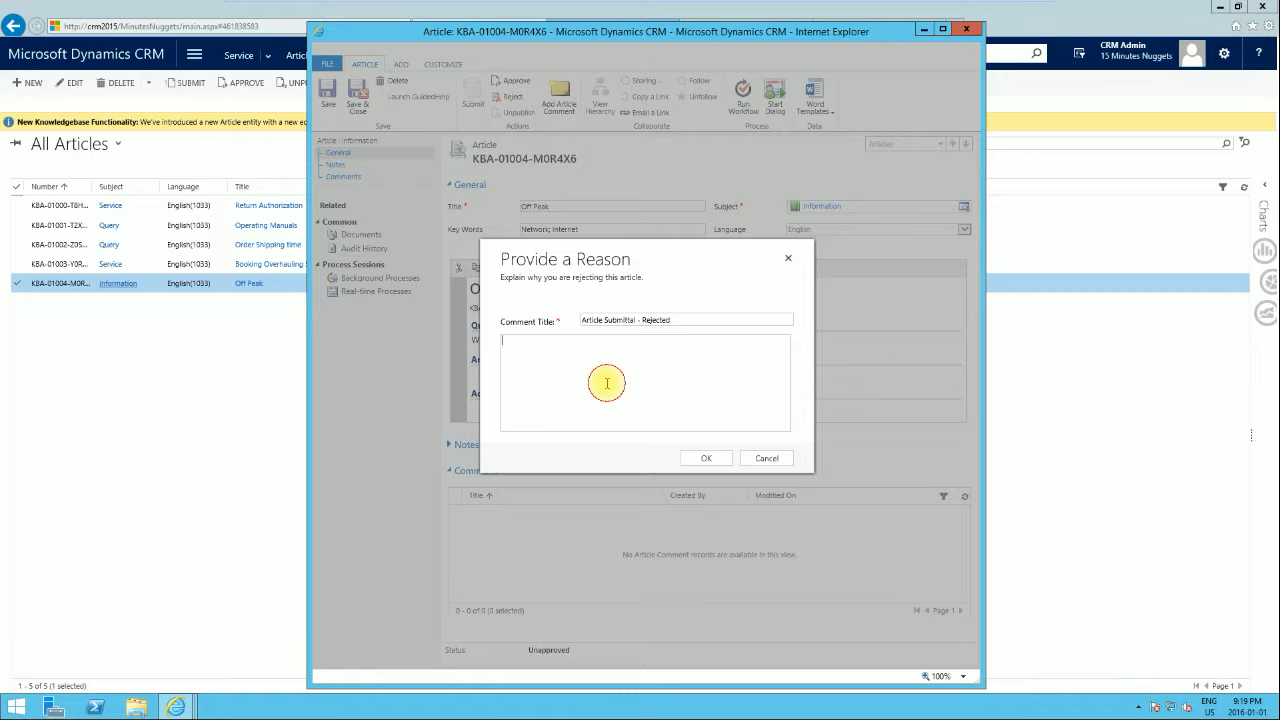 http://crm2015/MinutesNuggets/main.aspx#461838583
Microsoft Dynamics CRM
Service
CRM Admin
15 Minute Nuggets
?
NEW
EDIT
DELETE
SUBMIT
APPROVE
New Knowledgebase Functionality: We've introduced a new Article entity with a new
All Articles
Number
Subject
Language
Title
KBA-01000-T8H...
Service
English(1033)
Return Authorization
KBA-01001-T2X...
Query
English(1033)
Operating Manuals
KBA-01002-Z0S...
Query
English(1033)
Order Shipping time
KBA-01003-Y0R...
Service
English(1033)
Booking Overhauling
KBA-01004-M0R...
Information
English(1033)
Off Peak
1 - 5 of 5 (1 selected)
Charts
Page 1
Article: KBA-01004-M0R4X6 - Microsoft Dynamics CRM - Microsoft Dynamics CRM - Internet Explorer
FILE
ARTICLE
ADD
CUSTOMIZE
Save
Save &
Close
Delete
Launch GuidedHelp
Save
Submit
Approve
Reject
Unpublish
Add Article
Comment
Actions
View
Hierarchy
Sharing
Copy a Link
Email a Link
Follow
Unfollow
Collaborate
Run
Workflow
Start
Dialog
Process
Word
Templates
Data
Article : Information
General
Notes
Comments
Related
Common
Documents
Audit History
Process Sessions
Background Processes
Real-time Processes
Article
KBA-01004-M0R4X6
Articles
General
Title *
Off Peak
Subject *
Information
Key Words
Network; Internet
Language
English
Provide a Reason
Explain why you are rejecting this article.
Comment Title: *
Article Submittal - Rejected
OK
Cancel
Notes
Title
Created By
Modified On
No Article Comment records are available in this view.
0 - 0 of 0 (0 selected)
Page 1
Status
Unapproved
100%
ENG
US
9:19 PM
2016-01-01